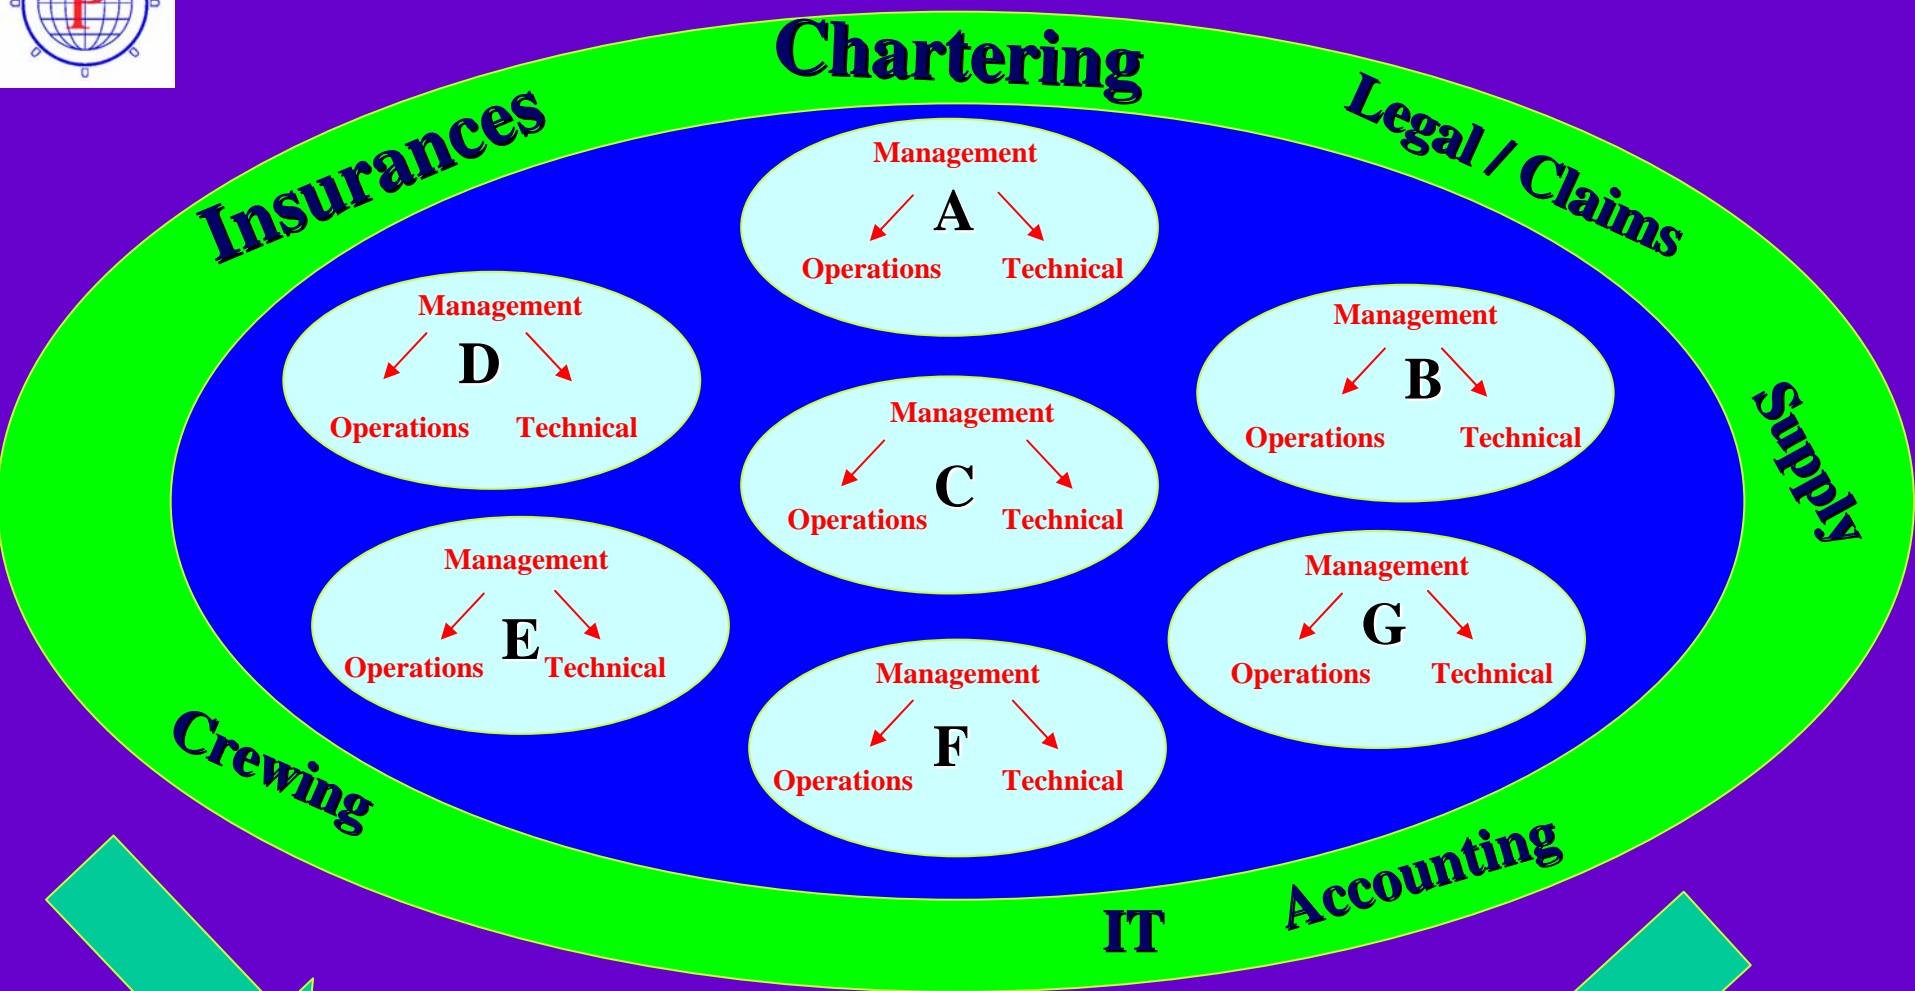 P
Chartering
Insurances
Legal / Claims
Supply
Crewing
Accounting
IT
Management
A
Operations Technical
Management
D
Operations Technical
Management
B
Operations Technical
Management
C
Operations Technical
Management
E
Operations Technical
Management
G
Operations Technical
Management
F
Operations Technical